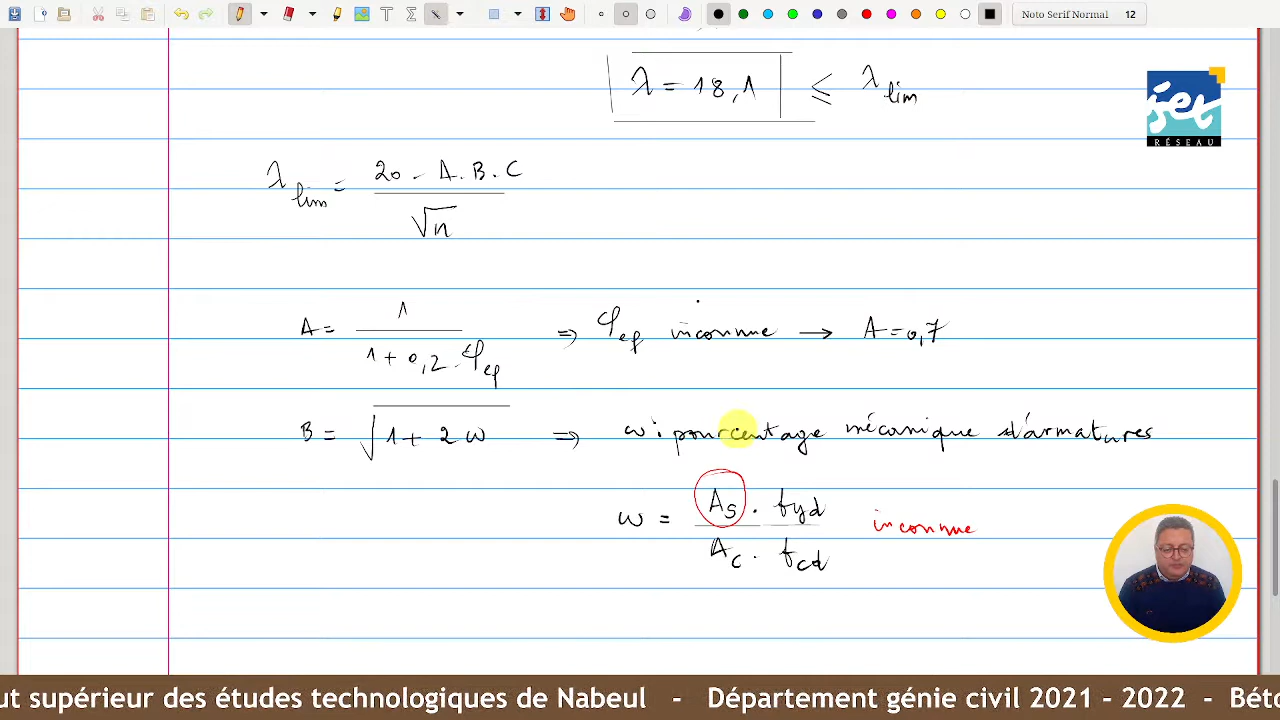 Noto Serif Normal 12
λ = 18,1 ≤ λ lim
λ lim = 20 . A . B . C / √n
A = 1 / 1 + 0,2 . φef ⇒ φef inconnue → A = 0,7
B = √1 + 2 ω ⇒ ω : pourcentage mécanique d'armatures
ω = As . fyd / Ac . fcd inconnue
iset
RÉSEAU
ut supérieur des études technologiques de Nabeul - Département génie civil 2021 - 2022 - Béto